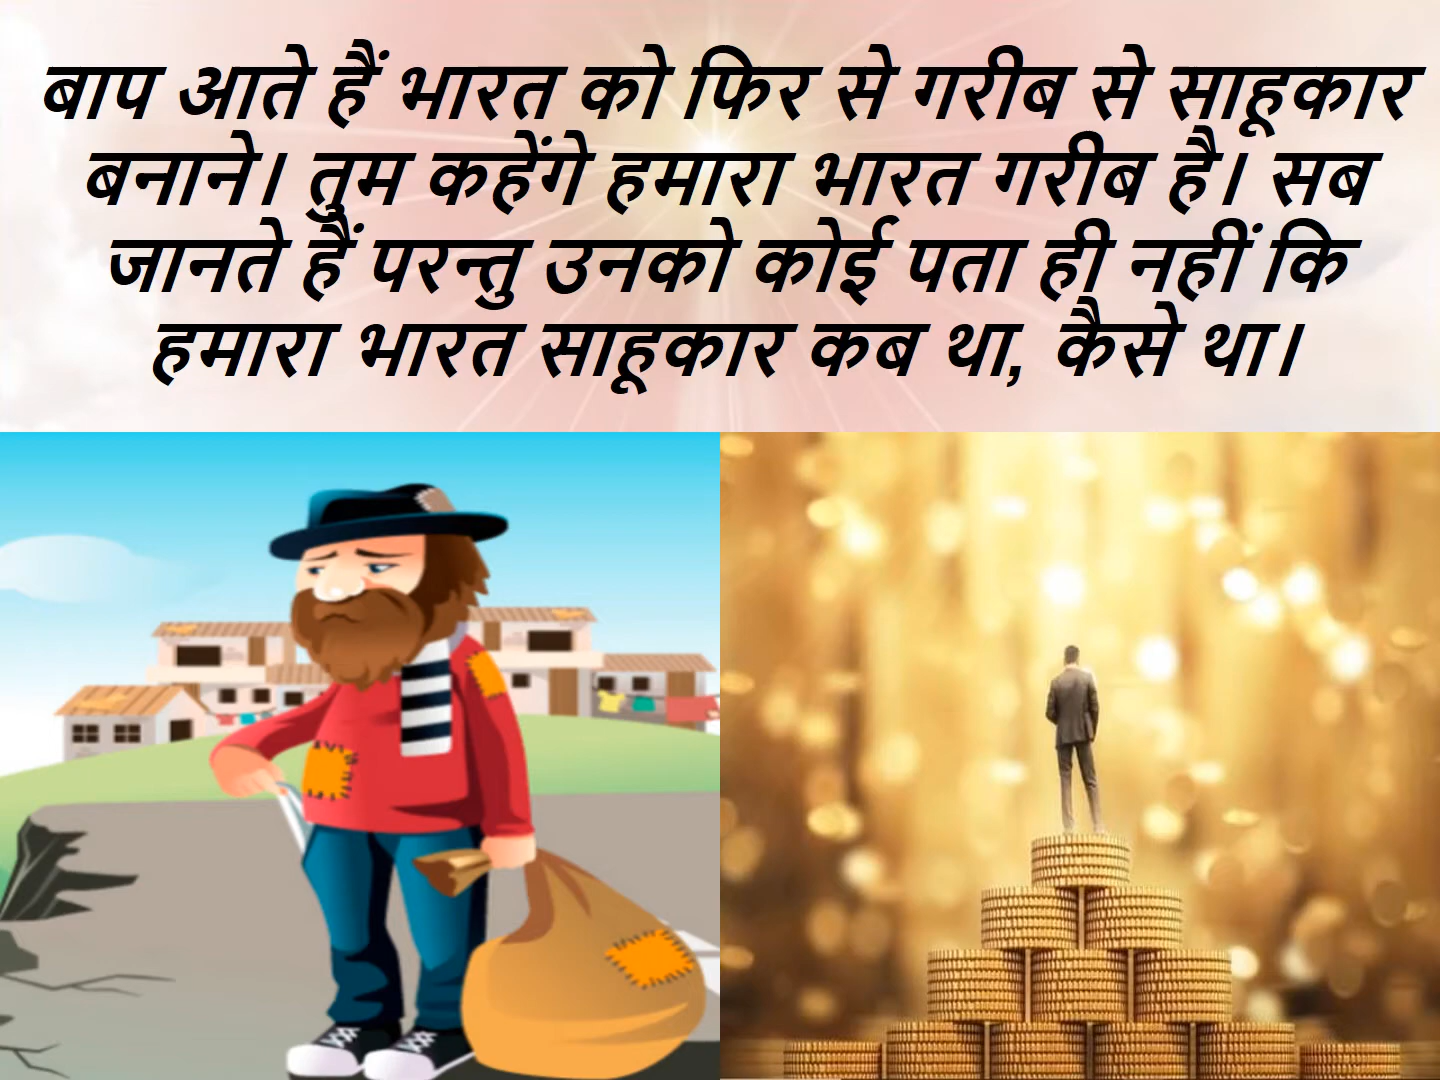 बाप आते हैं भारत को फिर से गरीब से साहूकार
बनाने। तुम कहेंगे हमारा भारत गरीब है। सब
जानते हैं परन्तु उनको कोई पता ही नहीं कि
हमारा भारत साहूकार कब था, कैसे था।